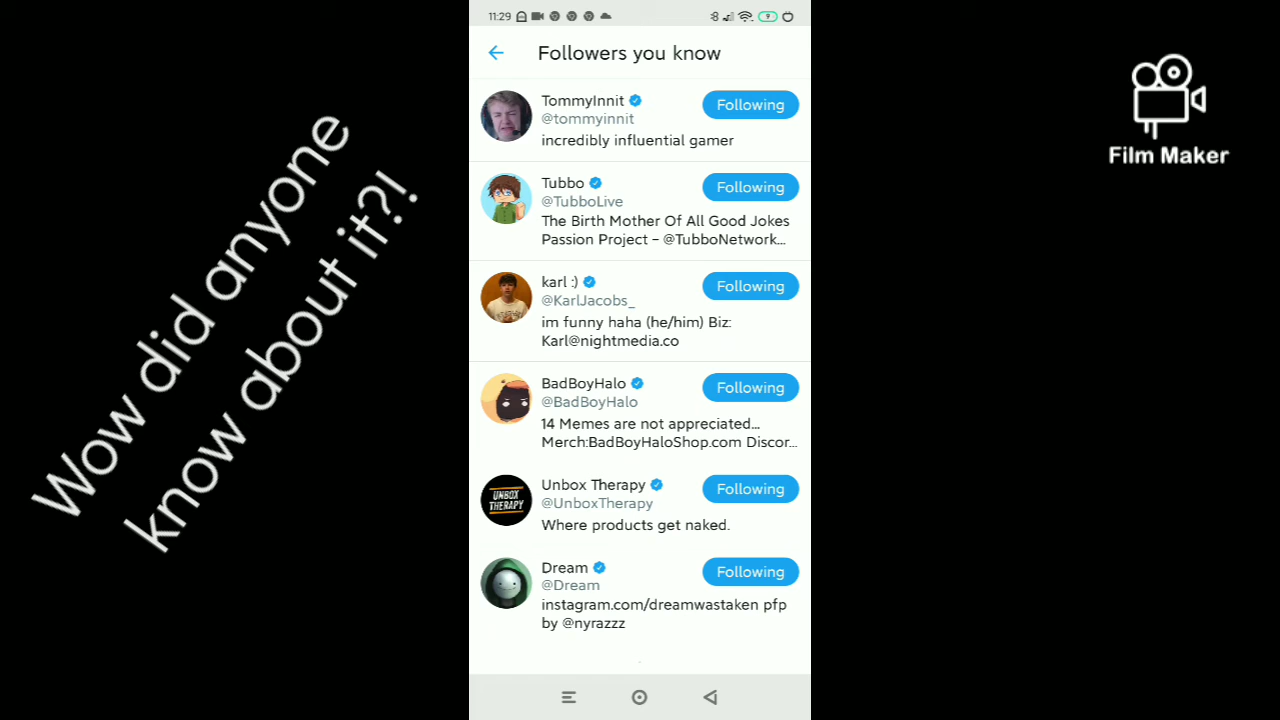 Wow did anyone
know about it?!
11:29
9
Followers you know
TommyInnit
@tommyinnit
Following
incredibly influential gamer
Tubbo
@TubboLive
Following
The Birth Mother Of All Good Jokes
Passion Project – @TubboNetwork...
karl :)
@KarlJacobs_
Following
im funny haha (he/him) Biz:
Karl@nightmedia.co
BadBoyHalo
@BadBoyHalo
Following
14 Memes are not appreciated...
Merch:BadBoyHaloShop.com Discor...
Unbox Therapy
@UnboxTherapy
Following
UNBOX
THERAPY
Where products get naked.
Dream
@Dream
Following
instagram.com/dreamwastaken pfp
by @nyrazzz
Film Maker